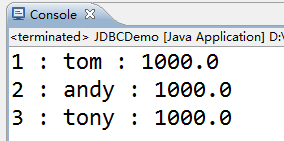 Console
<terminated> JDBCDemo [Java Application] D:\
1 : tom : 1000.0
2 : andy : 1000.0
3 : tony : 1000.0